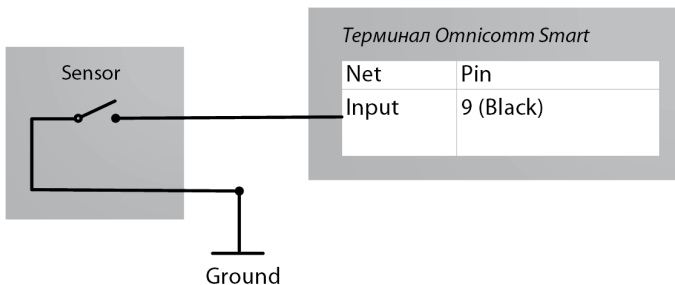 Терминал Omnicomm Smart
Sensor
Net Pin
Input 9 (Black)
Ground